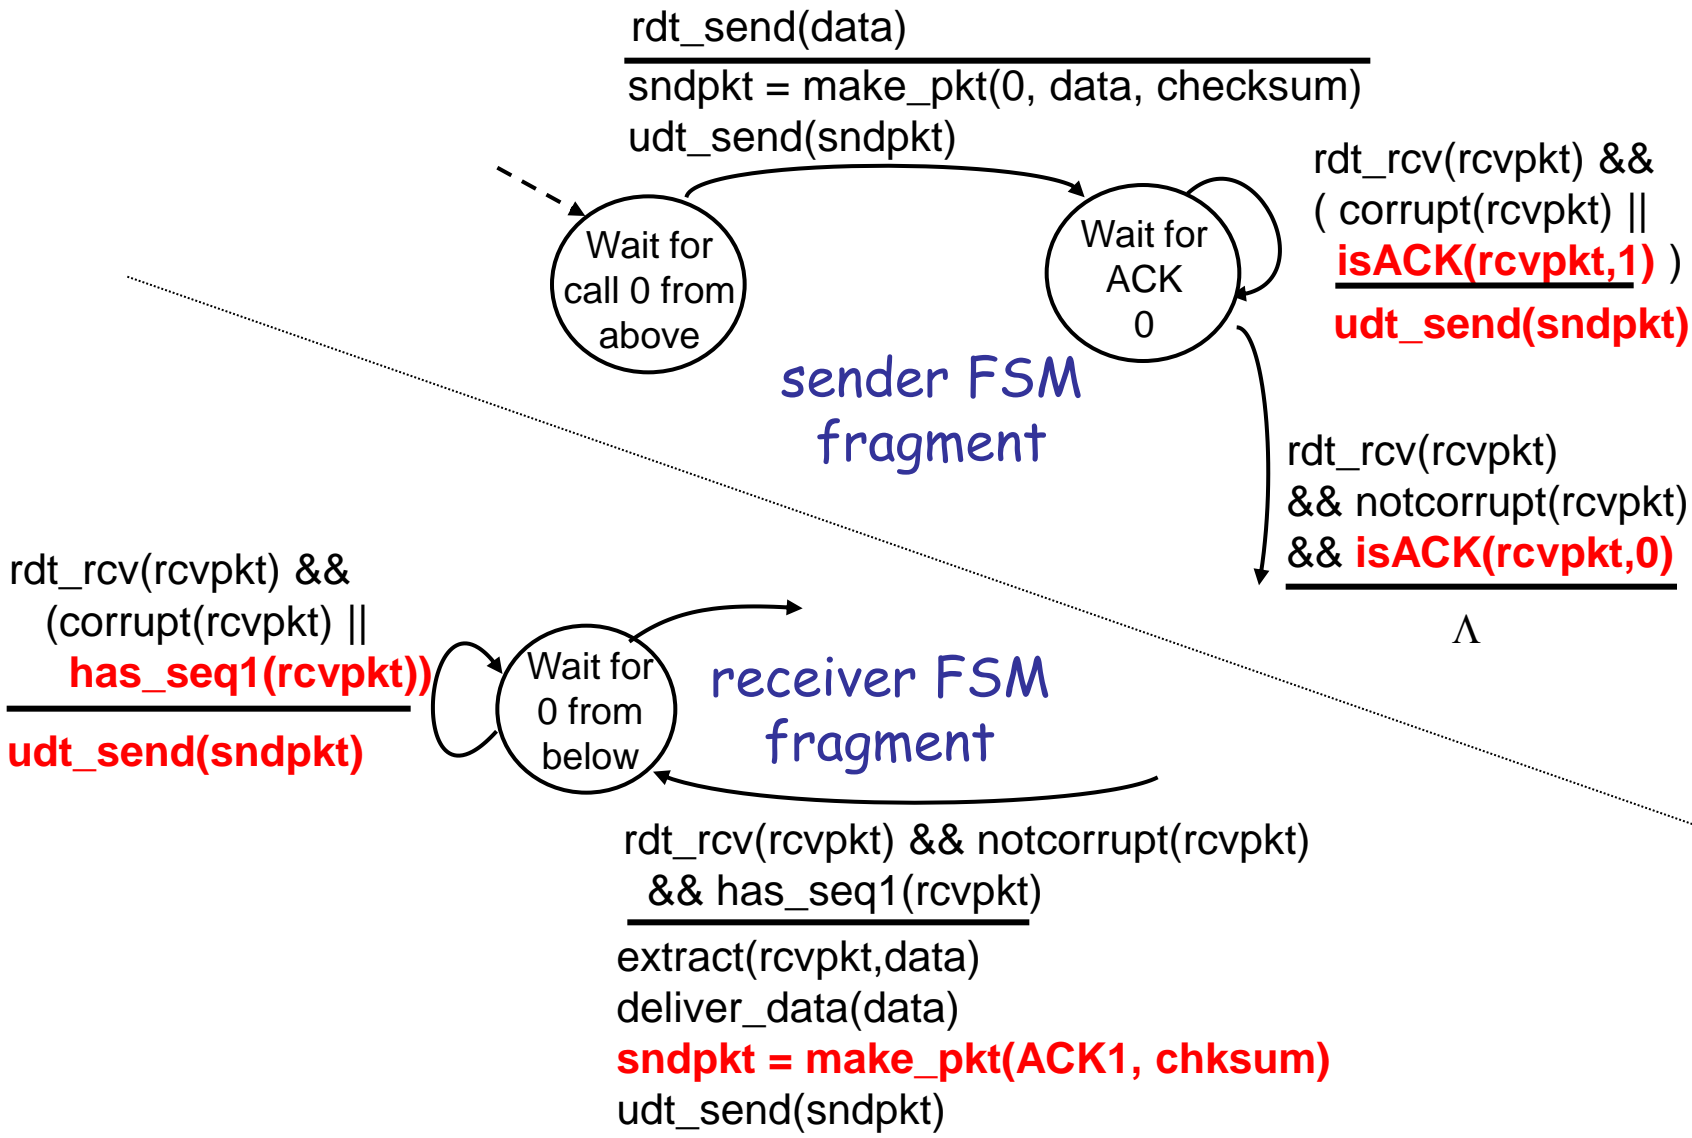 rdt_send(data)
sndpkt = make_pkt(0, data, checksum)
udt_send(sndpkt)
Wait for
call 0 from
above
Wait for
ACK
0
rdt_rcv(rcvpkt) &&
( corrupt(rcvpkt) ||
isACK(rcvpkt,1) )
udt_send(sndpkt)
sender FSM
fragment
rdt_rcv(rcvpkt)
&& notcorrupt(rcvpkt)
&& isACK(rcvpkt,0)
Λ
rdt_rcv(rcvpkt) &&
(corrupt(rcvpkt) ||
has_seq1(rcvpkt))
udt_send(sndpkt)
Wait for
0 from
below
receiver FSM
fragment
rdt_rcv(rcvpkt) && notcorrupt(rcvpkt)
&& has_seq1(rcvpkt)
extract(rcvpkt,data)
deliver_data(data)
sndpkt = make_pkt(ACK1, chksum)
udt_send(sndpkt)